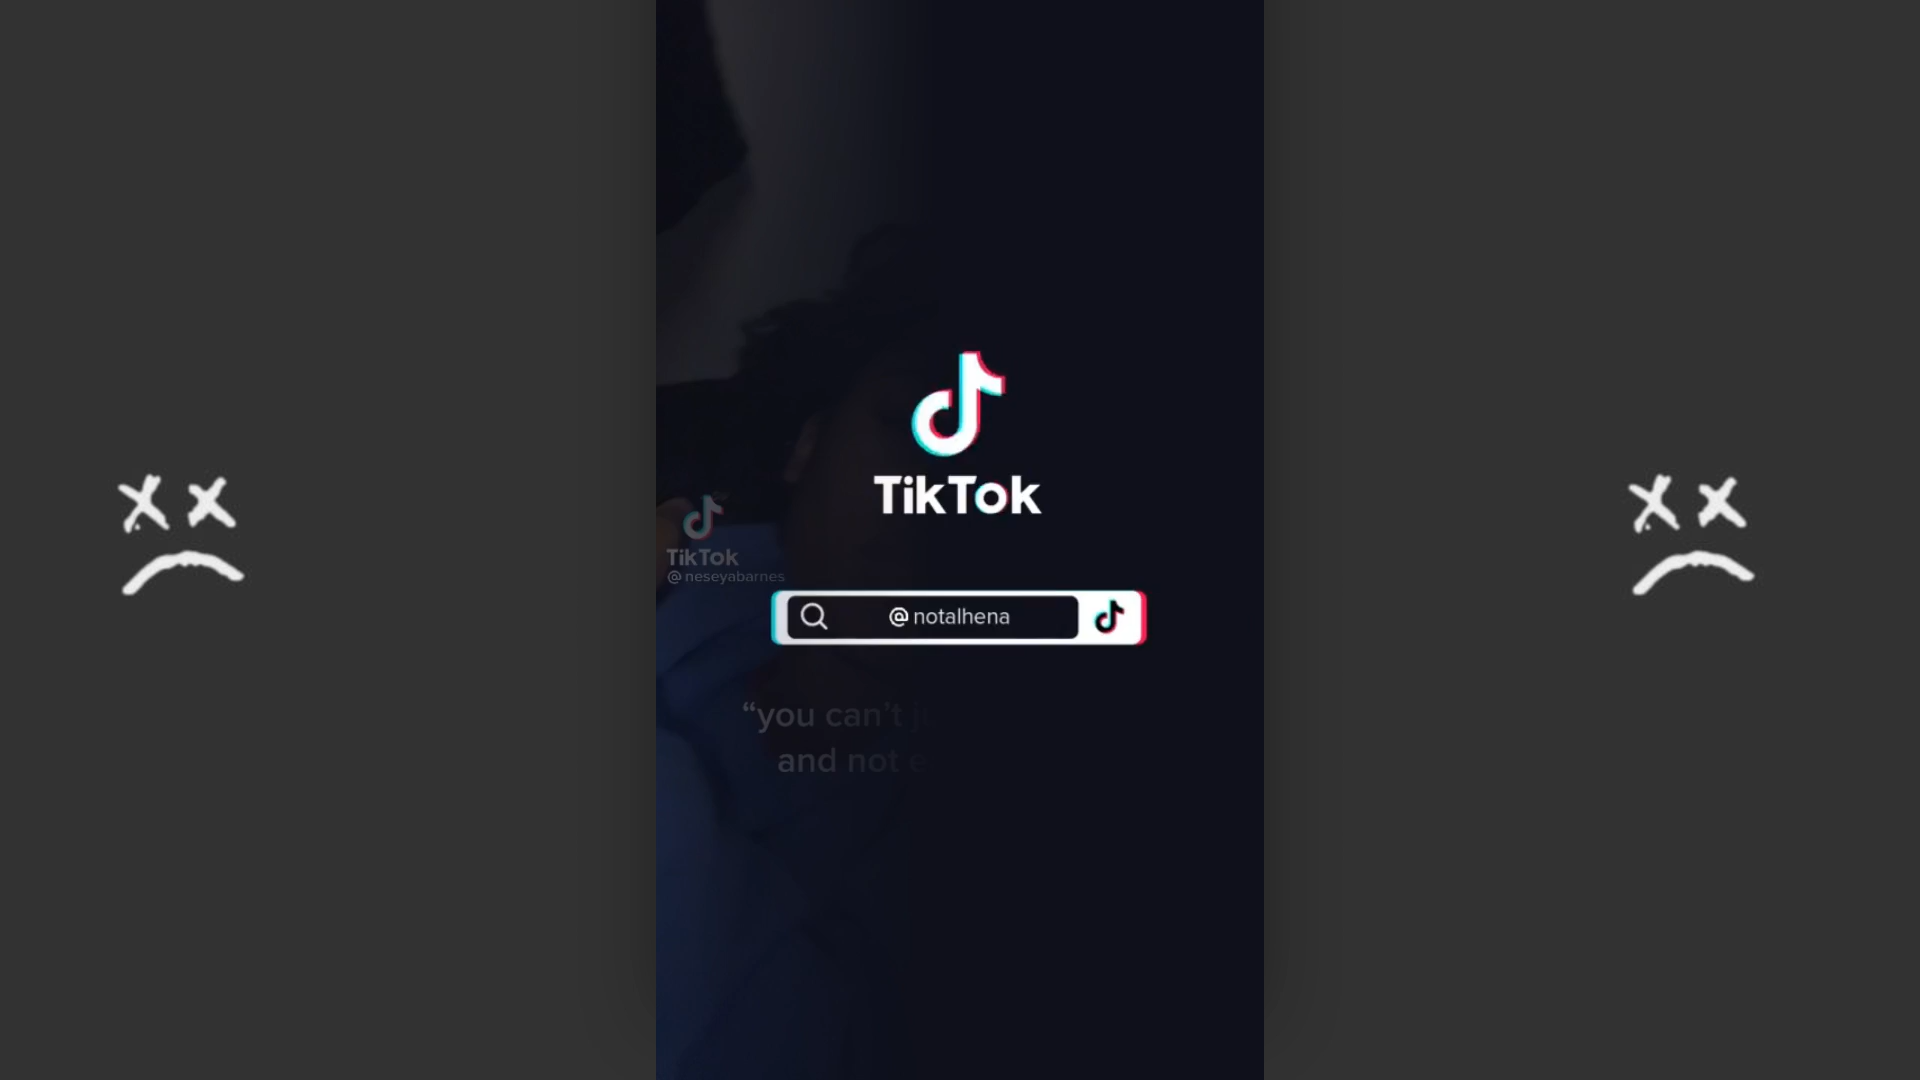 TikTok
TikTok
@neseyabarnes
@notalhena
“you can’t
and not